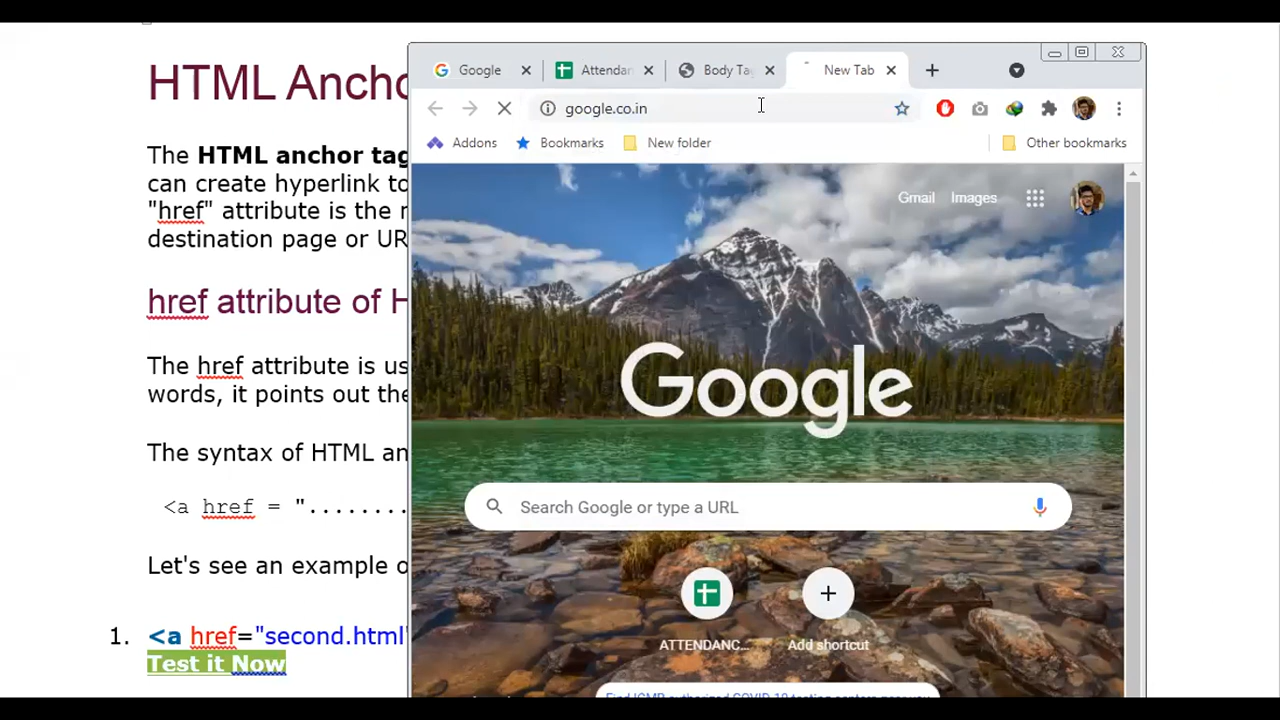 HTML Ancho
The HTML anchor tag
can create hyperlink to
"href" attribute is the
destination page or UR
href attribute of H
The href attribute is us
words, it points out the
The syntax of HTML an
<a href = "........
Let's see an example o
1. <a href="second.html"
Test it Now
Google
Attendan
Body Tag
New Tab
google.co.in
Addons Bookmarks New folder Other bookmarks
Gmail Images
Google
Search Google or type a URL
ATTENDANC... Add shortcut